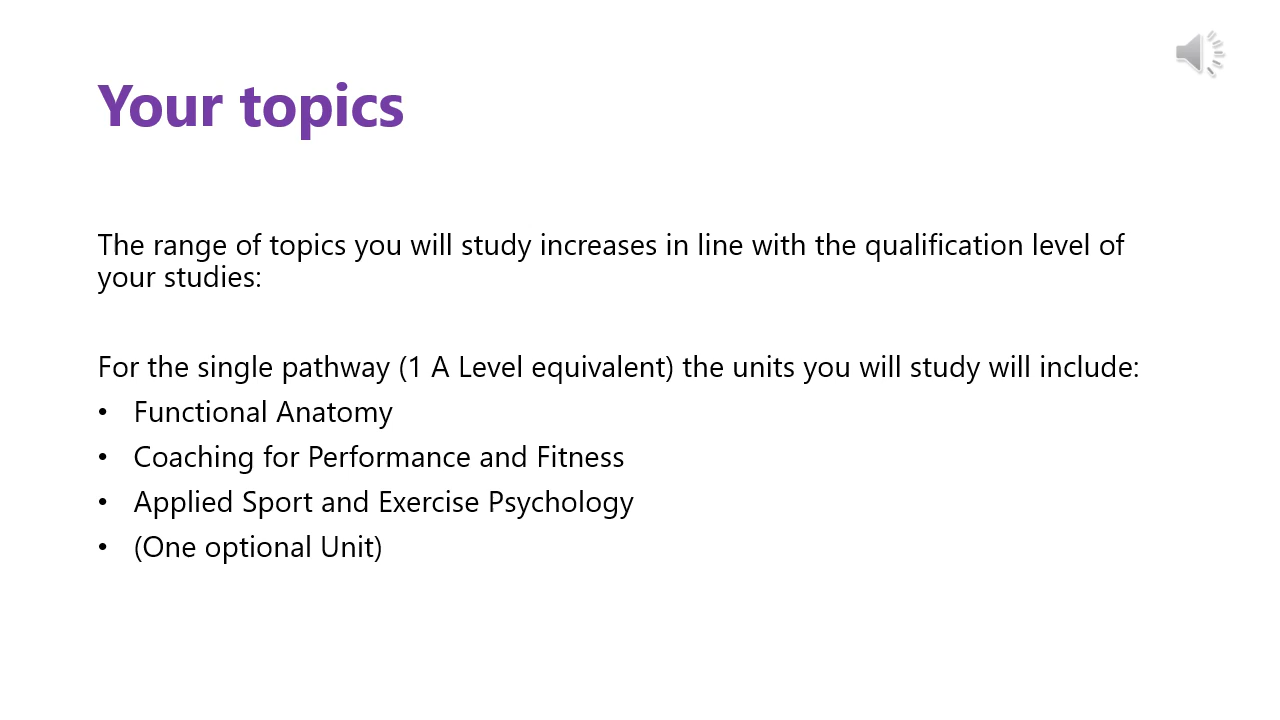 Your topics
The range of topics you will study increases in line with the qualification level of
your studies:
For the single pathway (1 A Level equivalent) the units you will study will include:
• Functional Anatomy
• Coaching for Performance and Fitness
• Applied Sport and Exercise Psychology
• (One optional Unit)